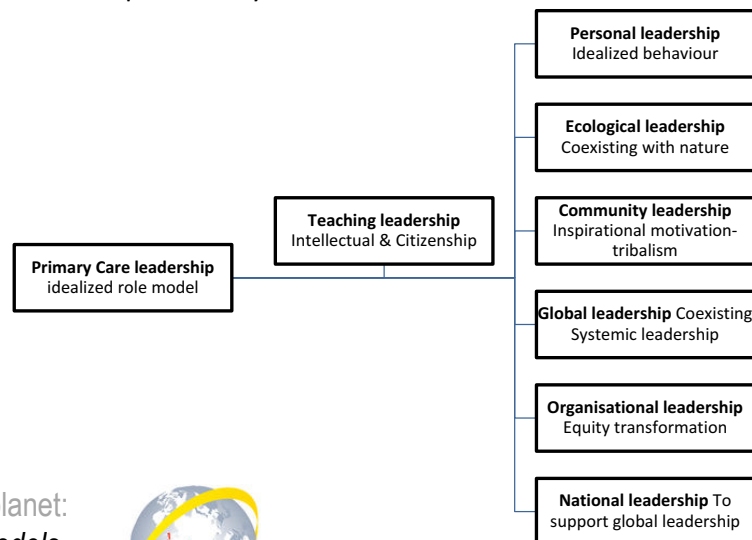 Personal leadership
Idealized behaviour
Ecological leadership
Coexisting with nature
Teaching leadership
Intellectual & Citizenship
Community leadership
Inspirational motivation-
tribalism
Primary Care leadership
idealized role model
Global leadership Coexisting
Systemic leadership
Organisational leadership
Equity transformation
National leadership To
support global leadership
lanet: